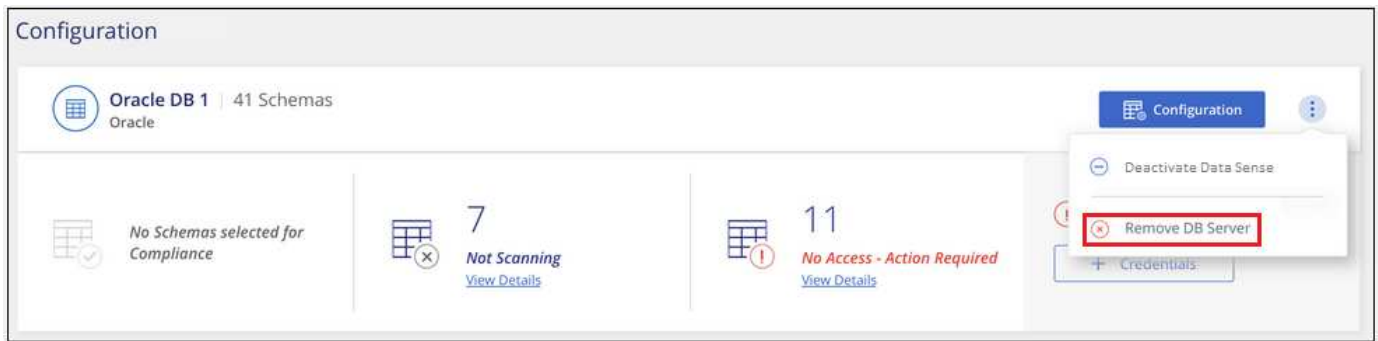 Configuration
Oracle DB 1 | 41 Schemas
Oracle
Configuration
Deactivate Data Sense
Remove DB Server
No Schemas selected for
Compliance
7
Not Scanning
View Details
11
No Access - Action Required
View Details
+ Credentials